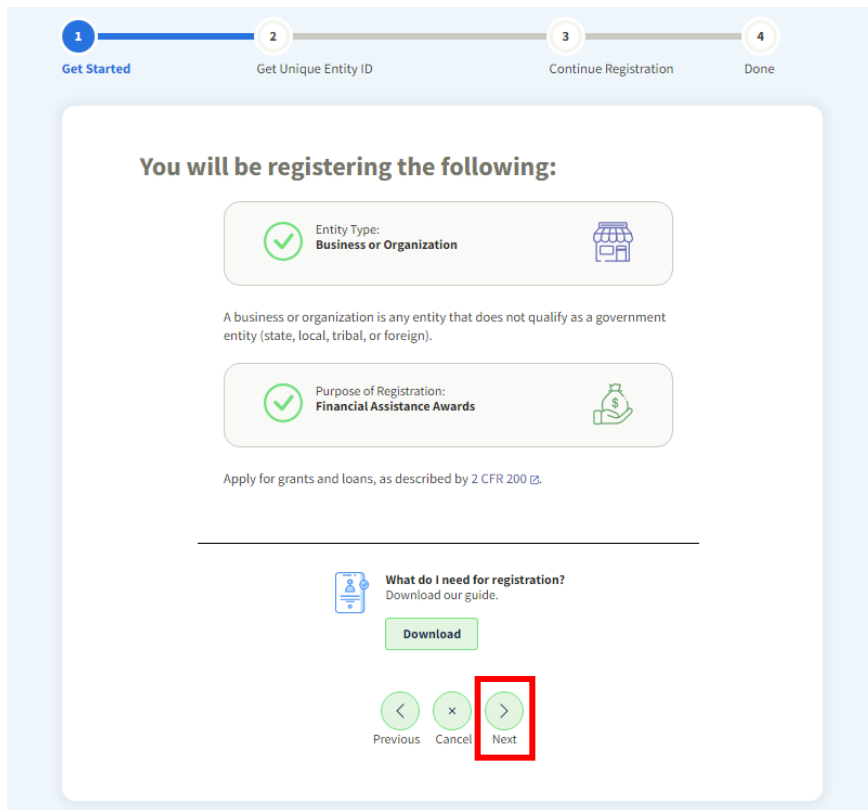 1
2
3
4
Get Started
Get Unique Entity ID
Continue Registration
Done
You will be registering the following:
Entity Type:
Business or Organization
A business or organization is any entity that does not qualify as a government
entity (state, local, tribal, or foreign).
Purpose of Registration:
Financial Assistance Awards
$
Apply for grants and loans, as described by 2 CFR 200.
What do I need for registration?
Download our guide.
Download
Previous
Cancel
Next